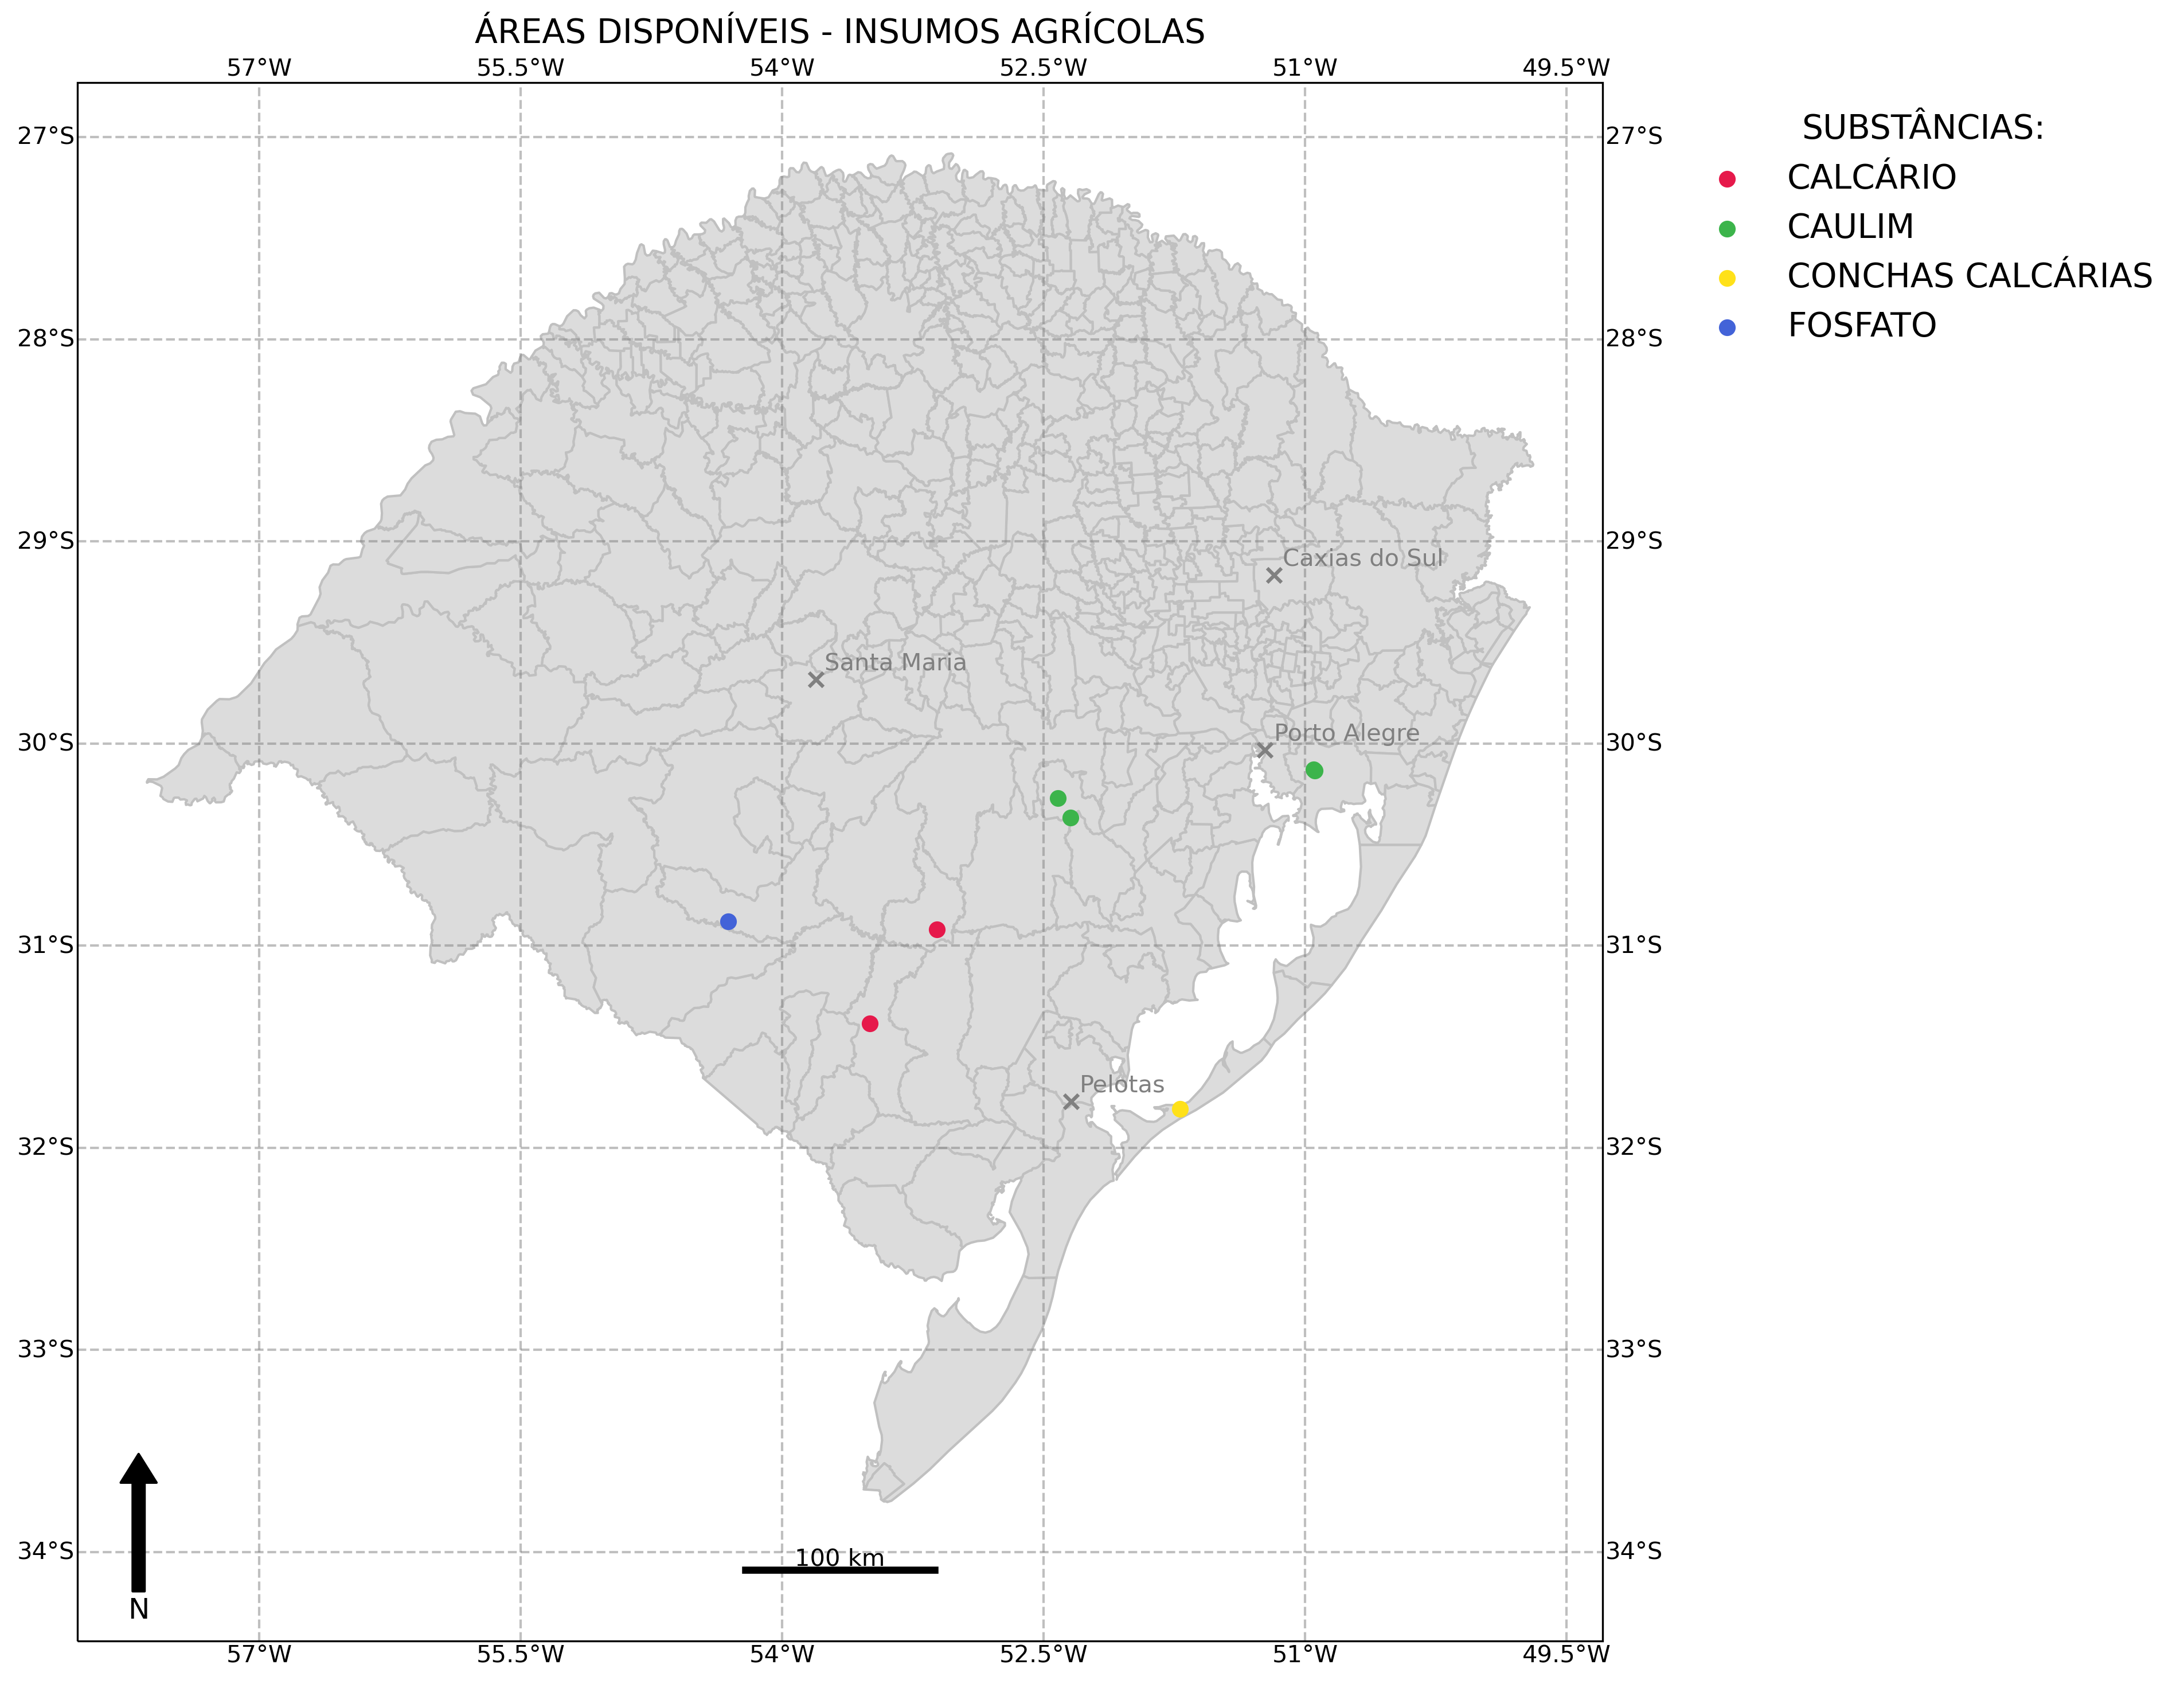 ÁREAS DISPONÍVEIS - INSUMOS AGRÍCOLAS
57°W 55.5°W 54°W 52.5°W 51°W 49.5°W
27°S 27°S
SUBSTÂNCIAS:
CALCÁRIO
CAULIM
CONCHAS CALCÁRIAS
FOSFATO
28°S 28°S
29°S 29°S
Caxias do Sul
Santa Maria
Porto Alegre
30°S 30°S
31°S 31°S
Pelotas
32°S 32°S
33°S 33°S
34°S 34°S
100 km
N
57°W 55.5°W 54°W 52.5°W 51°W 49.5°W